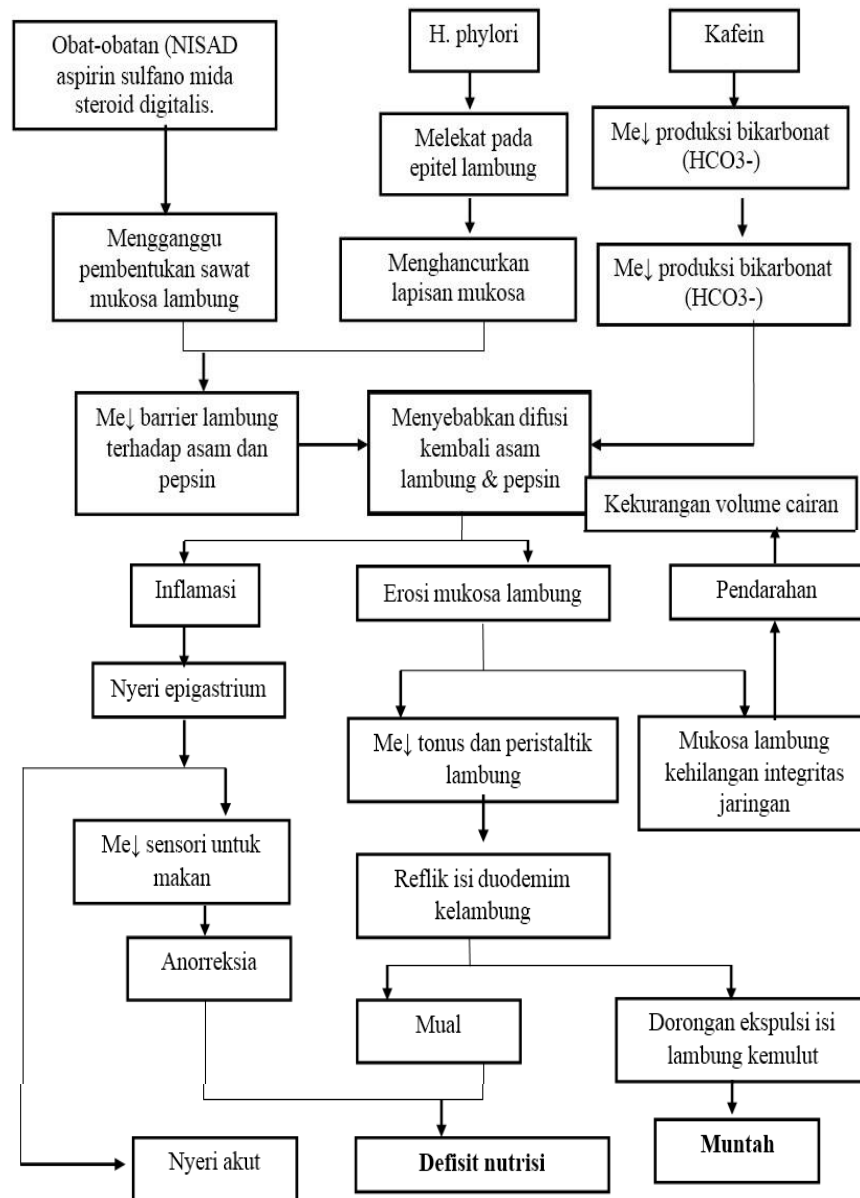 Obat-obatan (NISAD
aspirin sulfano mida
steroid digitalis.
H. phylori
Kafein
Melekat pada
epitel lambung
Me↓ produksi bikarbonat
(HCO3-)
Mengganggu
pembentukan sawat
mukosa lambung
Menghancurkan
lapisan mukosa
Me↓ produksi bikarbonat
(HCO3-)
Me↓ barrier lambung
terhadap asam dan
pepsin
Menyebabkan difusi
kembali asam
lambung & pepsin
Kekurangan volume cairan
Inflamasi
Erosi mukosa lambung
Pendarahan
Nyeri epigastrium
Me↓ tonus dan peristaltik
lambung
Mukosa lambung
kehilangan integritas
jaringan
Me↓ sensori untuk
makan
Reflik isi duodemim
kelambung
Anorreksia
Mual
Dorongan ekspulsi isi
lambung kemulut
Nyeri akut
Defisit nutrisi
Muntah